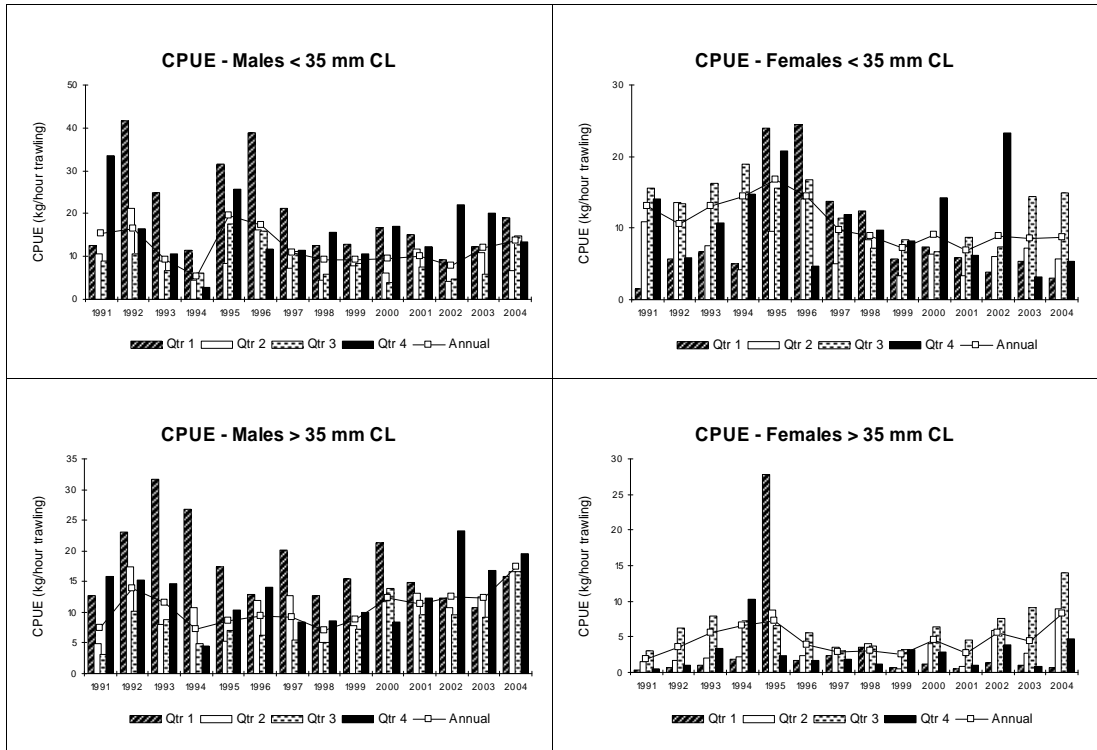 CPUE - Males < 35 mm CL
CPUE (kg/hour trawling)
50
40
30
20
10
0
1991 1992 1993 1994 1995 1996 1997 1998 1999 2000 2001 2002 2003 2004
Qtr 1 Qtr 2 Qtr 3 Qtr 4 Annual
CPUE - Females < 35 mm CL
CPUE (kg/hour trawling)
30
20
10
0
1991 1992 1993 1994 1995 1996 1997 1998 1999 2000 2001 2002 2003 2004
Qtr 1 Qtr 2 Qtr 3 Qtr 4 Annual
CPUE - Males > 35 mm CL
CPUE (kg/hour trawling)
35
30
25
20
15
10
5
0
1991 1992 1993 1994 1995 1996 1997 1998 1999 2000 2001 2002 2003 2004
Qtr 1 Qtr 2 Qtr 3 Qtr 4 Annual
CPUE - Females > 35 mm CL
CPUE (kg/hour trawling)
30
25
20
15
10
5
0
1991 1992 1993 1994 1995 1996 1997 1998 1999 2000 2001 2002 2003 2004
Qtr 1 Qtr 2 Qtr 3 Qtr 4 Annual